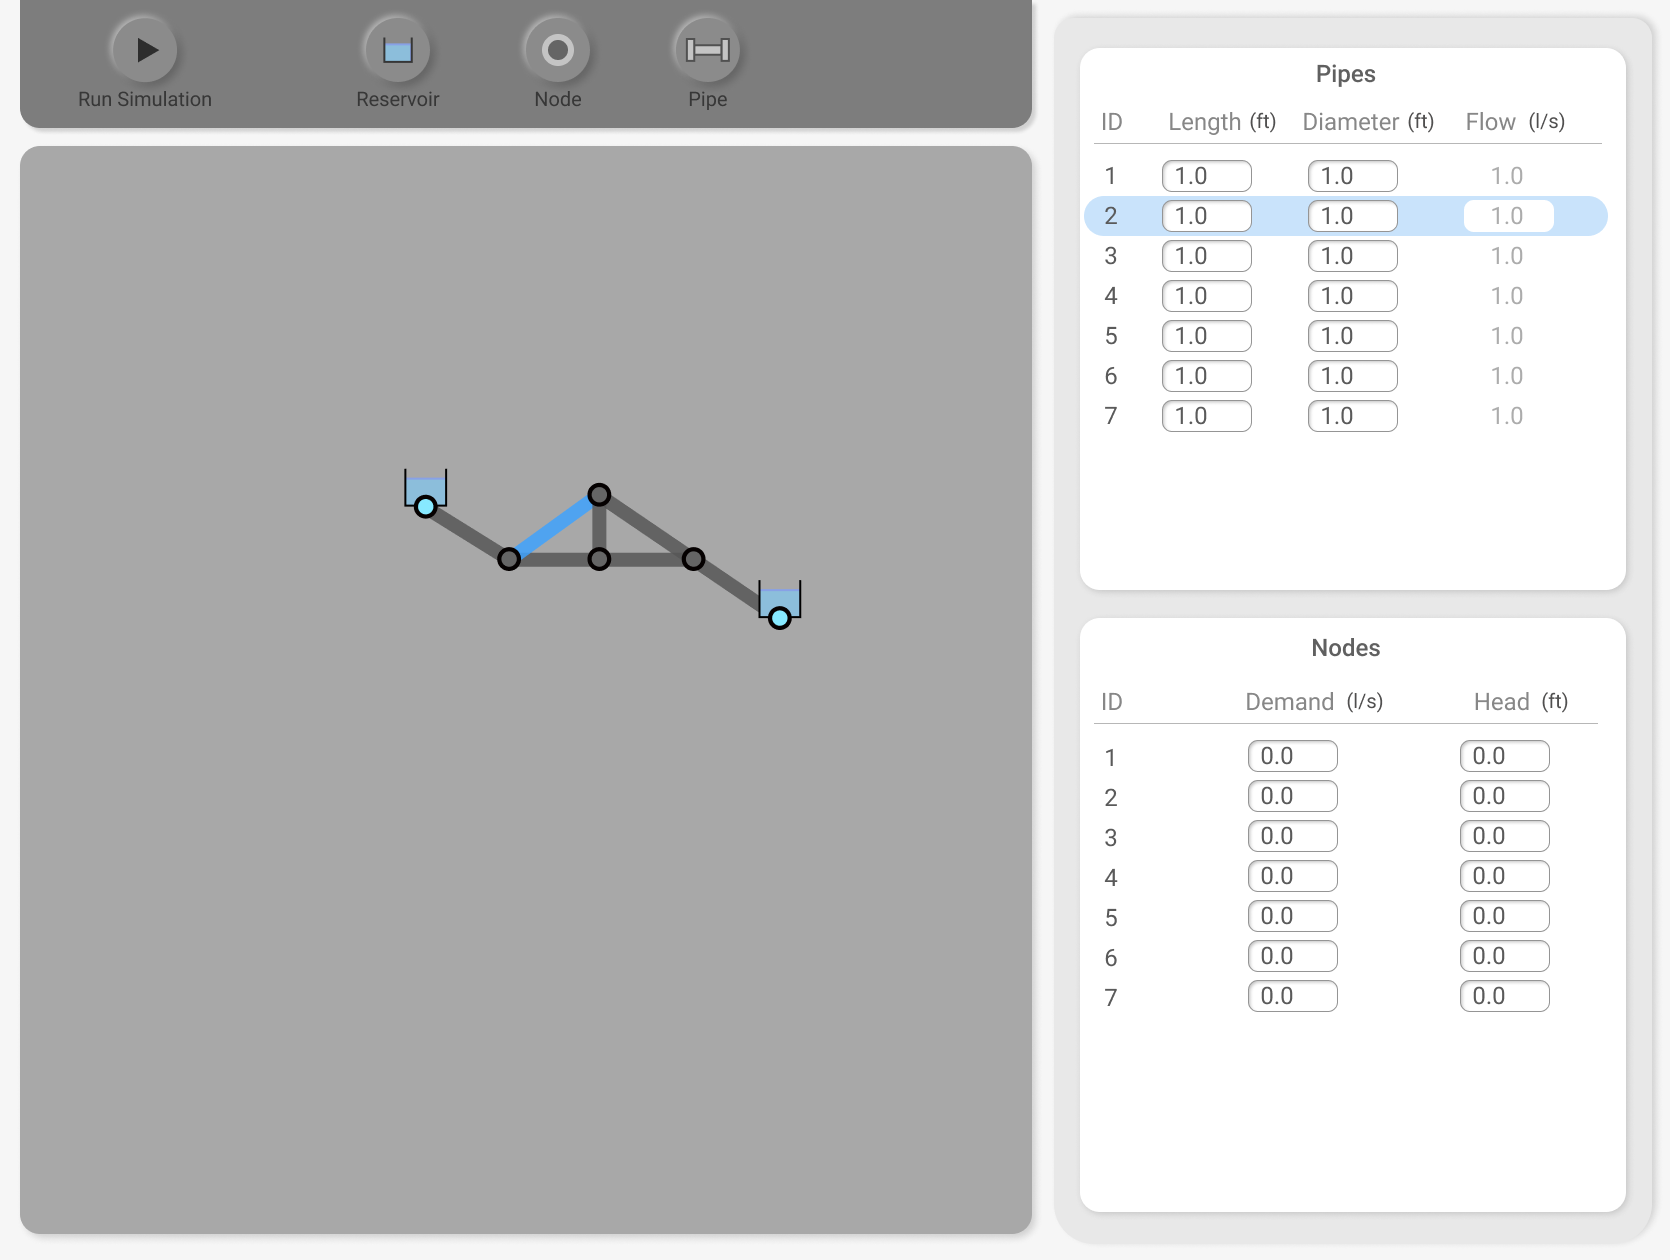 Run Simulation Reservoir Node Pipe
Pipes
ID Length (ft) Diameter (ft) Flow (l/s)
1 1.0 1.0 1.0
2 1.0 1.0 1.0
3 1.0 1.0 1.0
4 1.0 1.0 1.0
5 1.0 1.0 1.0
6 1.0 1.0 1.0
7 1.0 1.0 1.0
Nodes
ID Demand (l/s) Head (ft)
1 0.0 0.0
2 0.0 0.0
3 0.0 0.0
4 0.0 0.0
5 0.0 0.0
6 0.0 0.0
7 0.0 0.0